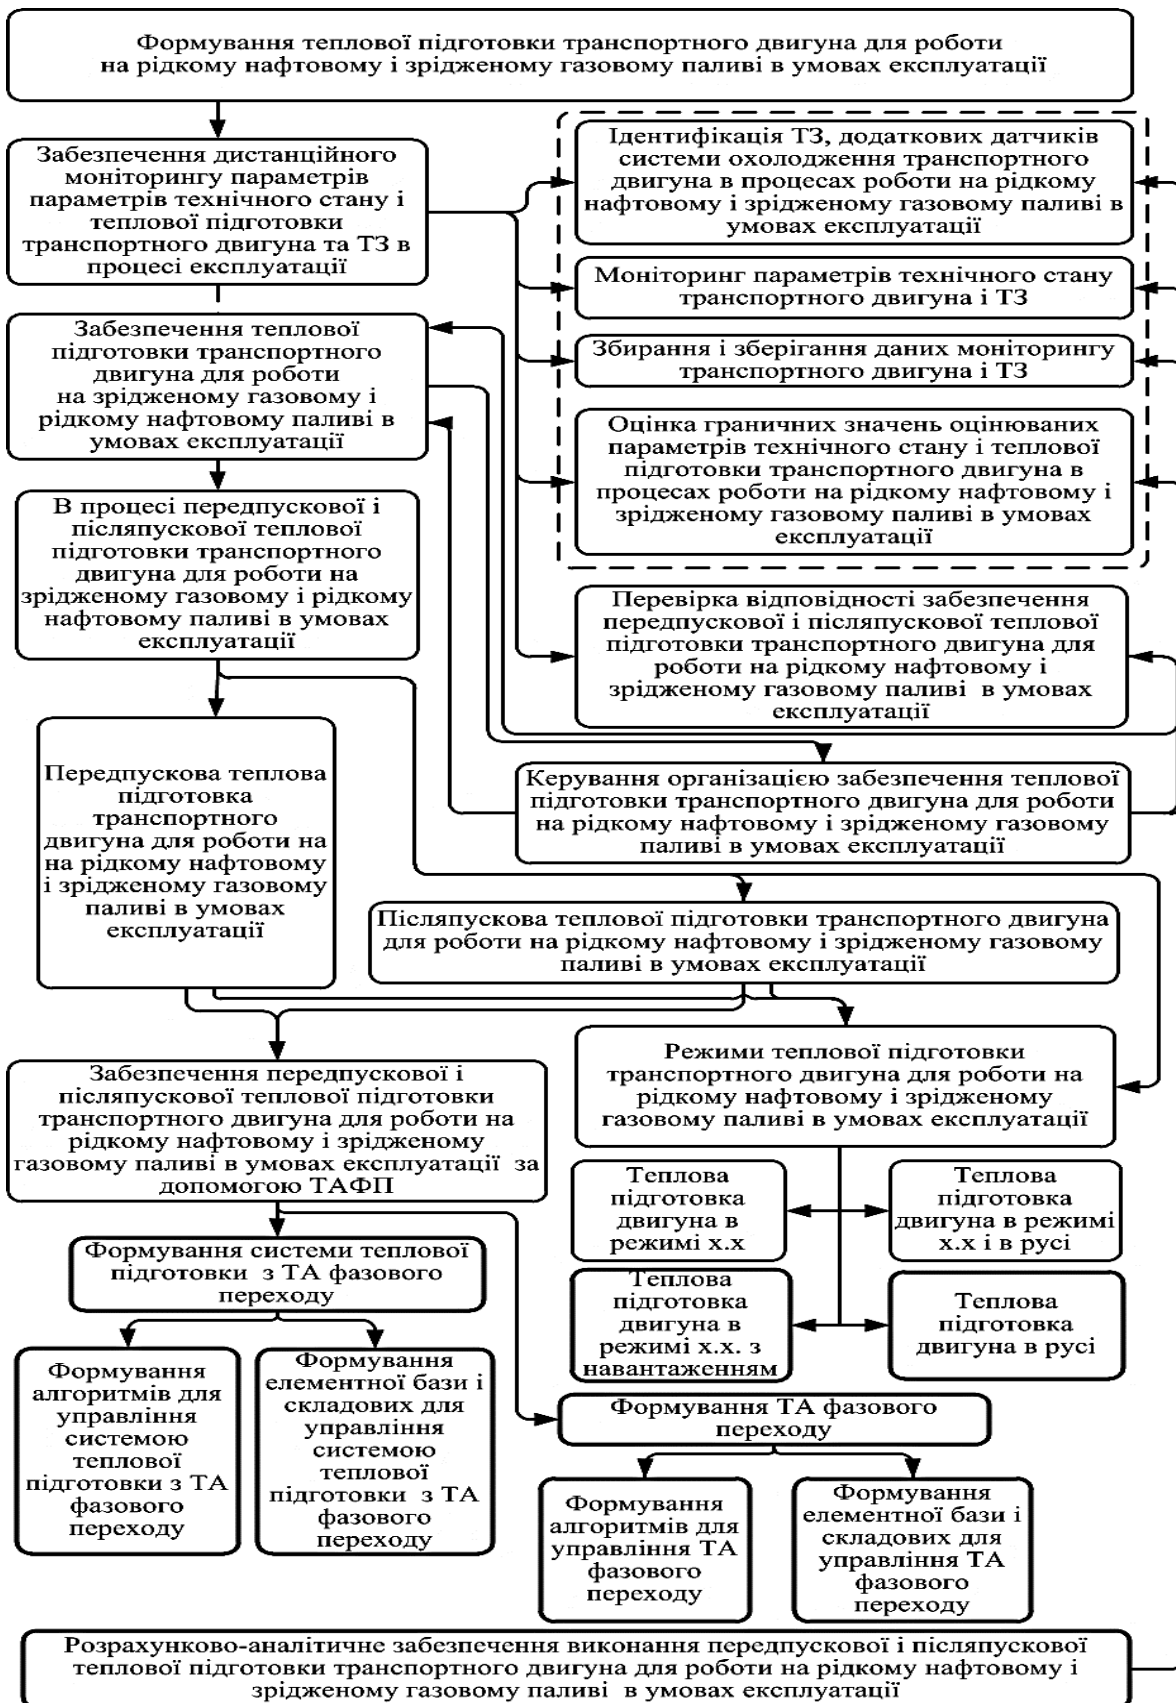 Формування теплової підготовки транспортного двигуна для роботи
на рідкому нафтовому і зрідженому газовому паливі в умовах експлуатації
Забезпечення дистанційного
моніторингу параметрів
параметрів технічного стану і
теплової підготовки
транспортного двигуна та ТЗ в
процесі експлуатації
Ідентифікація ТЗ, додаткових датчиків
системи охолодження транспортного
двигуна в процесах роботи на рідкому
нафтовому і зрідженому газовому паливі в
умовах експлуатації
Моніторинг параметрів технічного стану
транспортного двигуна і ТЗ
Збирання і зберігання даних моніторингу
транспортного двигуна і ТЗ
Оцінка граничних значень оцінюваних
параметрів технічного стану і теплової
підготовки транспортного двигуна в
процесах роботи на рідкому нафтовому і
зрідженому газовому паливі в умовах
експлуатації
Забезпечення теплової
підготовки транспортного
двигуна для роботи
на зрідженому газовому і
рідкому нафтовому паливі в
умовах експлуатації
В процесі передпускової і
післяпускової теплової
підготовки транспортного
двигуна для роботи на
зрідженому газовому і рідкому
нафтовому паливі в умовах
експлуатації
Перевірка відповідності забезпечення
передпускової і післяпускової теплової
підготовки транспортного двигуна для
роботи на рідкому нафтовому і
зрідженому газовому паливі в умовах
експлуатації
Передпускова теплова
підготовка
транспортного
двигуна для роботи на
на рідкому нафтовому
і зрідженому газовому
паливі в умовах
експлуатації
Керування організацією забезпечення теплової
підготовки транспортного двигуна для роботи
на рідкому нафтовому і зрідженому газовому
паливі в умовах експлуатації
Післяпускова теплової підготовки транспортного двигуна
для роботи на рідкому нафтовому і зрідженому газовому
паливі в умовах експлуатації
Забезпечення передпускової і
післяпускової теплової підготовки
транспортного двигуна для роботи на
рідкому нафтовому і зрідженому
газовому паливі в умовах експлуатації за
допомогою ТАФП
Режими теплової підготовки
транспортного двигуна для роботи на
рідкому нафтовому і зрідженому
газовому паливі в умовах експлуатації
Теплова
підготовка
двигуна в
режимі х.х
Теплова
підготовка
двигуна в режимі
х.х і в русі
Теплова
підготовка
двигуна в
режимі х.х. з
навантаженням
Теплова
підготовка
двигуна в русі
Формування системи теплової
підготовки з ТА фазового
переходу
Формування
алгоритмів для
управління
системою
теплової
підготовки з ТА
фазового
переходу
Формування
елементної бази і
складових для
управління
системою
теплової
підготовки з ТА
фазового
переходу
Формування ТА фазового
переходу
Формування
алгоритмів для
управління ТА
фазового
переходу
Формування
елементної бази і
складових для
управління ТА
фазового
переходу
Розрахунково-аналітичне забезпечення виконання передпускової і післяпускової
теплової підготовки транспортного двигуна для роботи на рідкому нафтовому і
зрідженому газовому паливі в умовах експлуатації